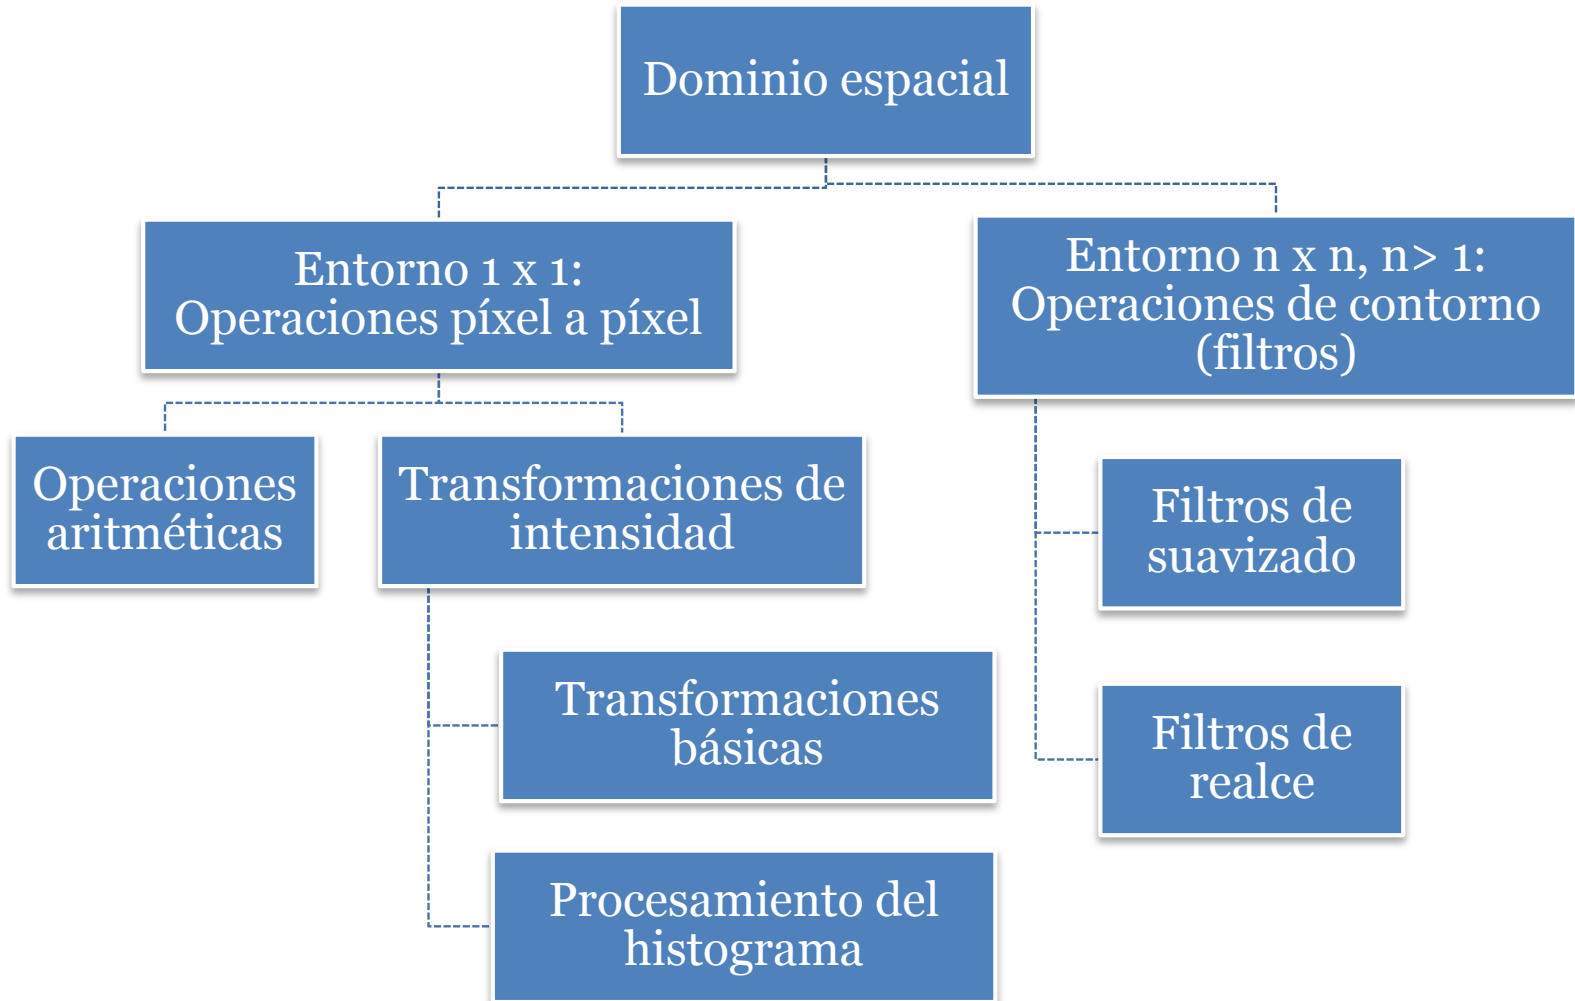 Dominio espacial
Entorno 1 x 1:
Operaciones píxel a píxel
Entorno n x n, n> 1:
Operaciones de contorno
(filtros)
Operaciones
aritméticas
Transformaciones de
intensidad
Filtros de
suavizado
Transformaciones
básicas
Filtros de
realce
Procesamiento del
histograma